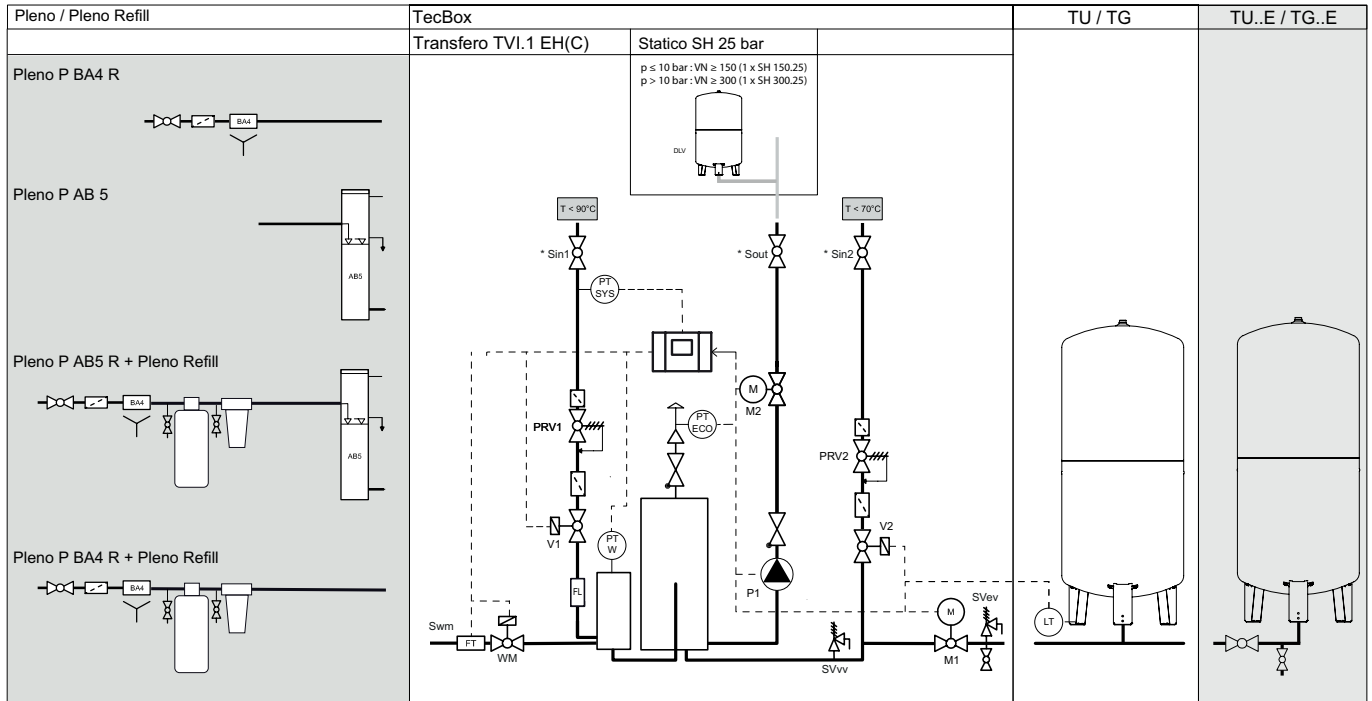 Pleno / Pleno Refill
TecBox
TU / TG
TU..E / TG..E
Transfero TVI.1 EH(C)
Statico SH 25 bar
p ≤ 10 bar : VN ≥ 150 (1 x SH 150.25)
p > 10 bar : VN ≥ 300 (1 x SH 300.25)
DLV
Pleno P BA4 R
BA4
Pleno P AB 5
AB5
Pleno P AB5 R + Pleno Refill
BA4
AB5
Pleno P BA4 R + Pleno Refill
BA4
T < 90°C
T < 70°C
* Sin1
* Sout
* Sin2
PT
SYS
M
M2
PRV1
PT
ECO
PRV2
V1
PT
W
V2
FL
P1
Swm
FT
WM
SVvv
M
M1
SVev
LT